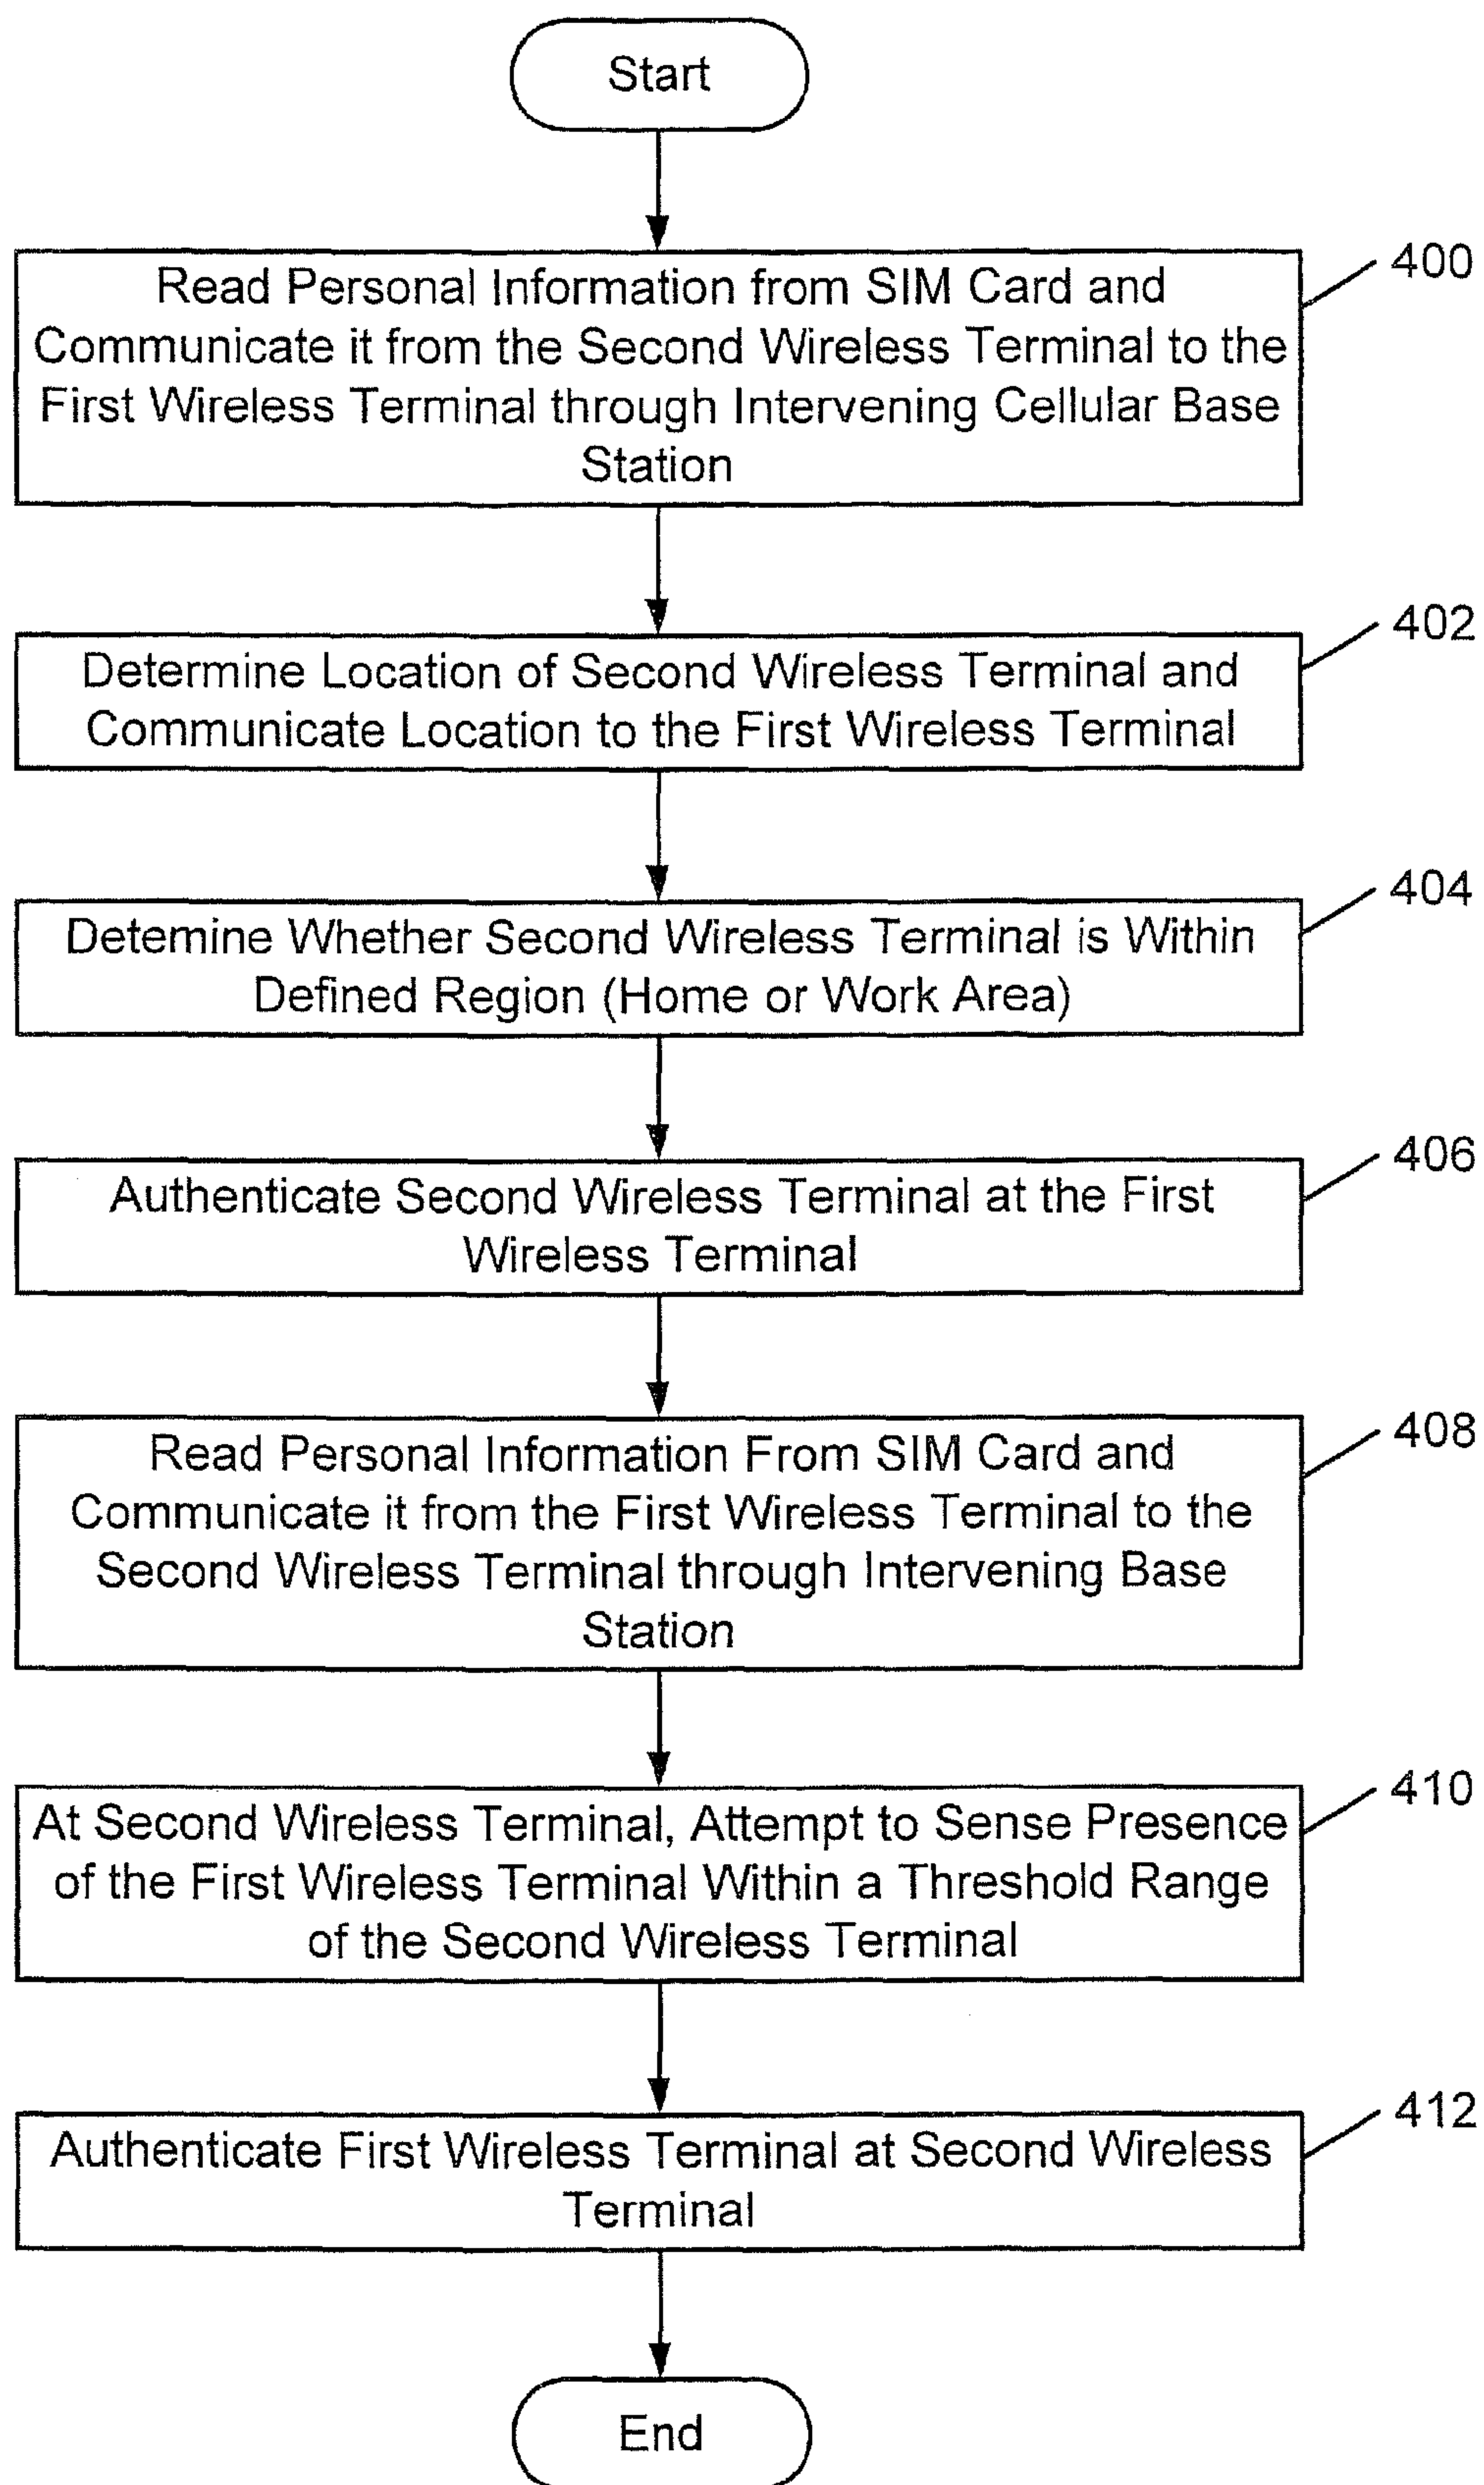 Start
400
Read Personal Information from SIM Card and
Communicate it from the Second Wireless Terminal to the
First Wireless Terminal through Intervening Cellular Base
Station
402
Determine Location of Second Wireless Terminal and
Communicate Location to the First Wireless Terminal
404
Detemine Whether Second Wireless Terminal is Within
Defined Region (Home or Work Area)
406
Authenticate Second Wireless Terminal at the First
Wireless Terminal
408
Read Personal Information From SIM Card and
Communicate it from the First Wireless Terminal to the
Second Wireless Terminal through Intervening Base
Station
410
At Second Wireless Terminal, Attempt to Sense Presence
of the First Wireless Terminal Within a Threshold Range
of the Second Wireless Terminal
412
Authenticate First Wireless Terminal at Second Wireless
Terminal
End